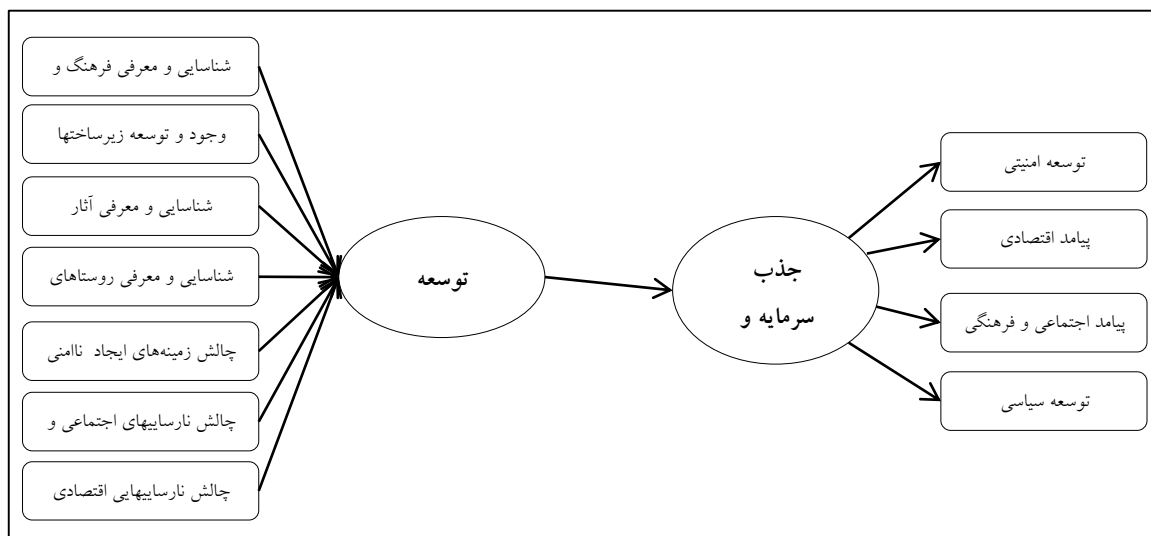 شناسایی و معرفی فرهنگ و
وجود و توسعه زیرساختها
شناسایی و معرفی آثار
شناسایی و معرفی روستاهای
چالش زمینه‌های ایجاد ناامنی
چالش نارساییهای اجتماعی و
چالش نارساییهایی اقتصادی
توسعه
جذب
سرمایه و
توسعه امنیتی
پیامد اقتصادی
پیامد اجتماعی و فرهنگی
توسعه سیاسی